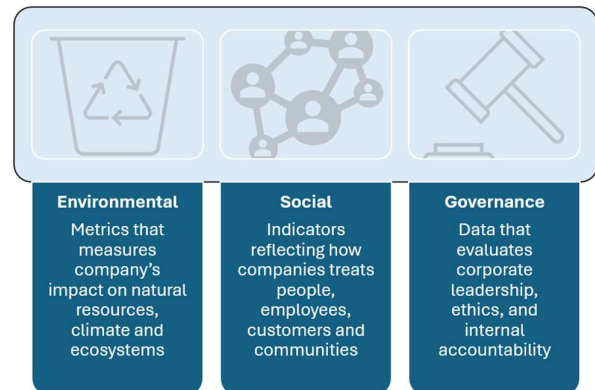 Environmental
Metrics that
measures
company's
impact on natural
resources,
climate and
ecosystems
Social
Indicators
reflecting how
companies treats
people,
employees,
customers and
communities
Governance
Data that
evaluates
corporate
leadership,
ethics, and
internal
accountability